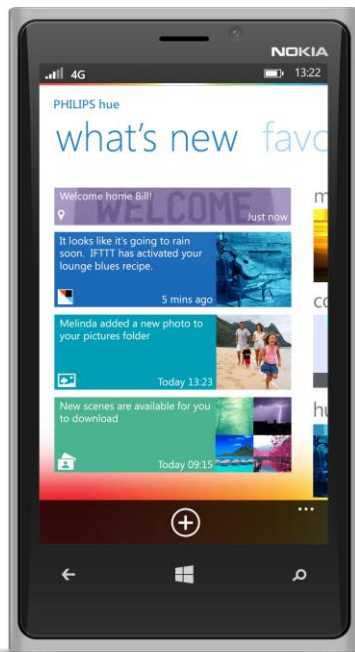 NOKIA
4G 13:22
PHILIPS hue
what's new favo
Welcome home Bill!
WELCOME
Just now
It looks like it's going to rain
soon. IFTTT has activated your
lounge blues recipe.
5 mins ago
Melinda added a new photo to
your pictures folder
Today 13:23
New scenes are available for you
to download
Today 09:15
m
co
hu